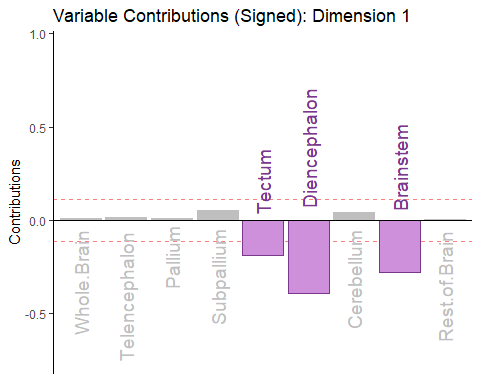 Variable Contributions (Signed): Dimension 1
Contributions
1.0
0.5
0.0
-0.5
Whole.Brain
Telencephalon
Pallium
Subpallium
Tectum
Diencephalon
Cerebellum
Brainstem
Rest.of.Brain